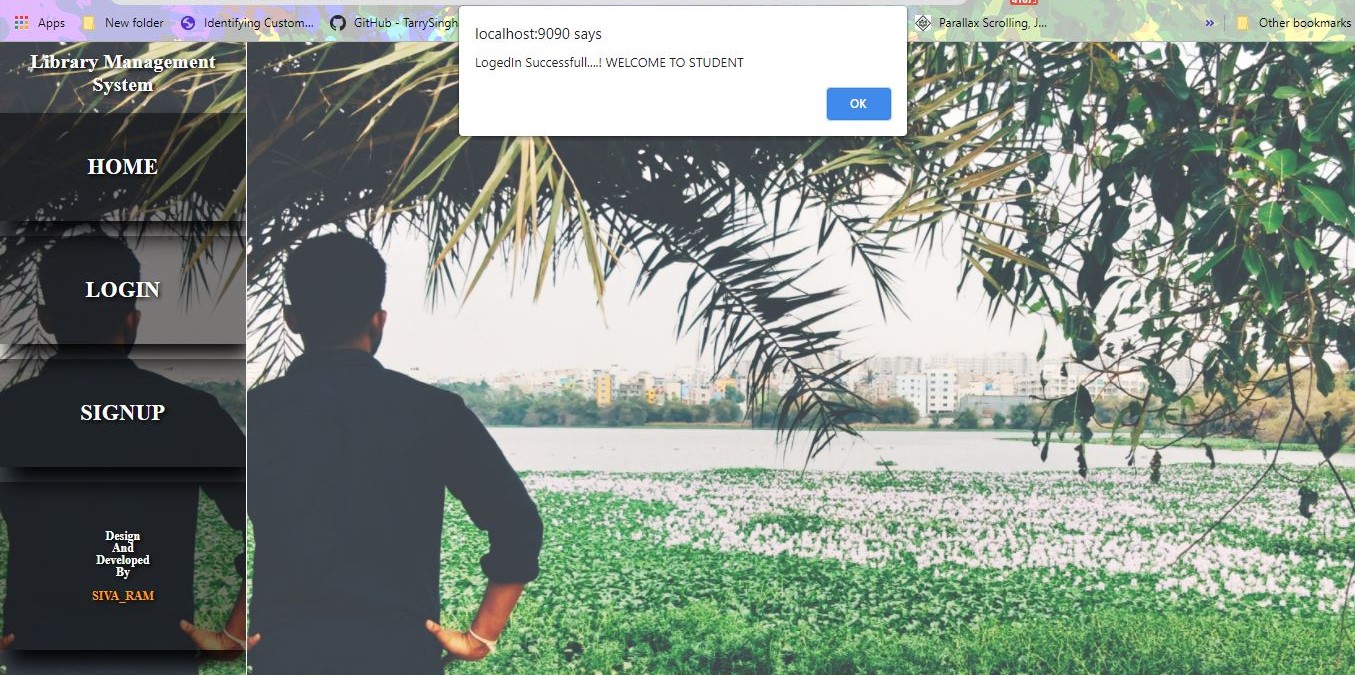 Apps
New folder
Identifying Custom...
GitHub - TarrySingh
Parallax Scrolling, J...
»
Other bookmarks
localhost:9090 says
LogedIn Successfull....! WELCOME TO STUDENT
OK
Library Management
System
HOME
LOGIN
SIGNUP
Design
And
Developed
By
SIVA_RAM